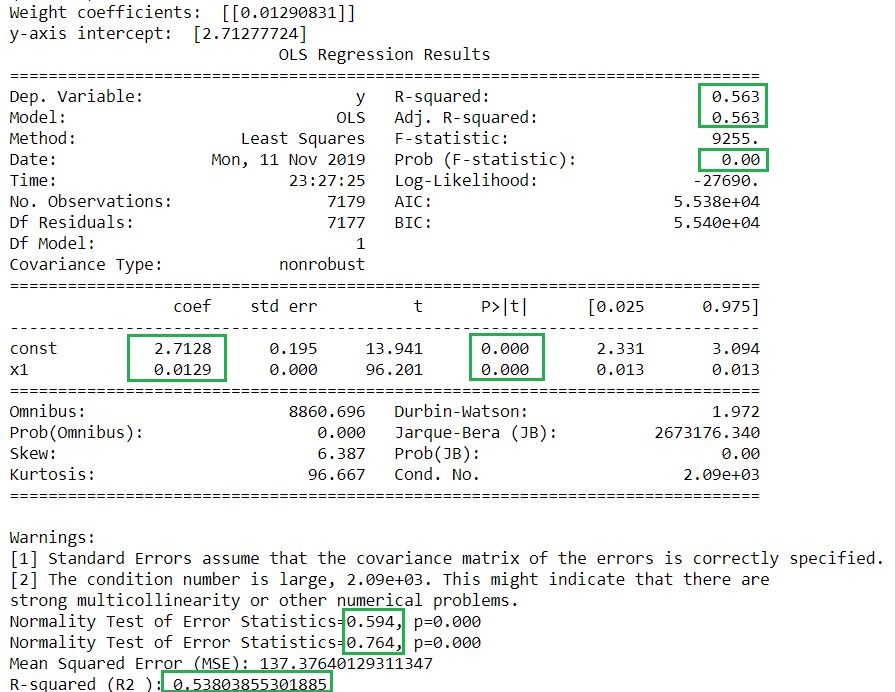 Weight coefficients:  [[0.01290831]]
y-axis intercept:  [2.71277724]
                            OLS Regression Results
==============================================================================
Dep. Variable:                      y   R-squared:                       0.563
Model:                            OLS   Adj. R-squared:                  0.563
Method:                 Least Squares   F-statistic:                     9255.
Date:                Mon, 11 Nov 2019   Prob (F-statistic):               0.00
Time:                        23:27:25   Log-Likelihood:                -27690.
No. Observations:                7179   AIC:                         5.538e+04
Df Residuals:                    7177   BIC:                         5.540e+04
Df Model:                           1
Covariance Type:            nonrobust
==============================================================================
                 coef    std err          t      P>|t|      [0.025      0.975]
------------------------------------------------------------------------------
const          2.7128      0.195     13.941      0.000       2.331       3.094
x1             0.0129      0.000     96.201      0.000       0.013       0.013
==============================================================================
Omnibus:                     8860.696   Durbin-Watson:                   1.972
Prob(Omnibus):                  0.000   Jarque-Bera (JB):          2673176.340
Skew:                           6.387   Prob(JB):                         0.00
Kurtosis:                      96.667   Cond. No.                     2.09e+03
==============================================================================

Warnings:
[1] Standard Errors assume that the covariance matrix of the errors is correctly specified.
[2] The condition number is large, 2.09e+03. This might indicate that there are
strong multicollinearity or other numerical problems.
Normality Test of Error Statistics=0.594, p=0.000
Normality Test of Error Statistics=0.764, p=0.000
Mean Squared Error (MSE): 137.37640129311347
R-squared (R2 ): 0.53803855301885